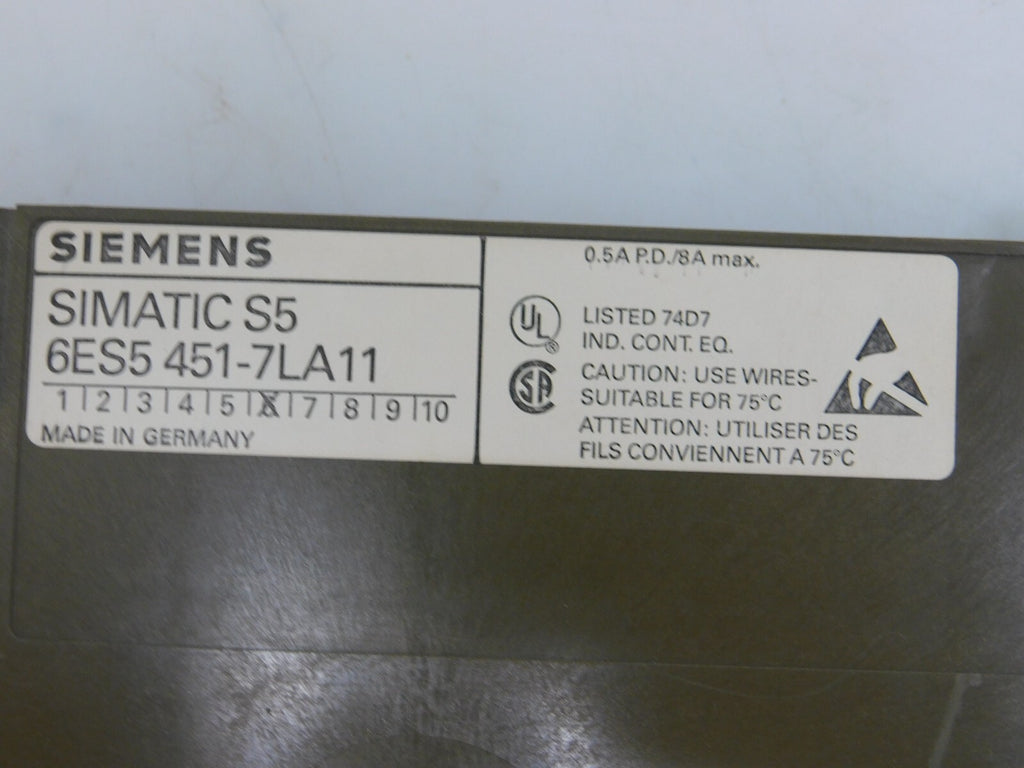 SIEMENS
SIMATIC S5
6ES5 451-7LA11
1 2 3 4 5 X 7 8 9 10
MADE IN GERMANY
0.5A P.D./8A max.
UL
LISTED 74D7
IND. CONT. EQ.
SA
CAUTION: USE WIRES-
SUITABLE FOR 75°C
ATTENTION: UTILISER DES
FILS CONVIENNENT A 75°C